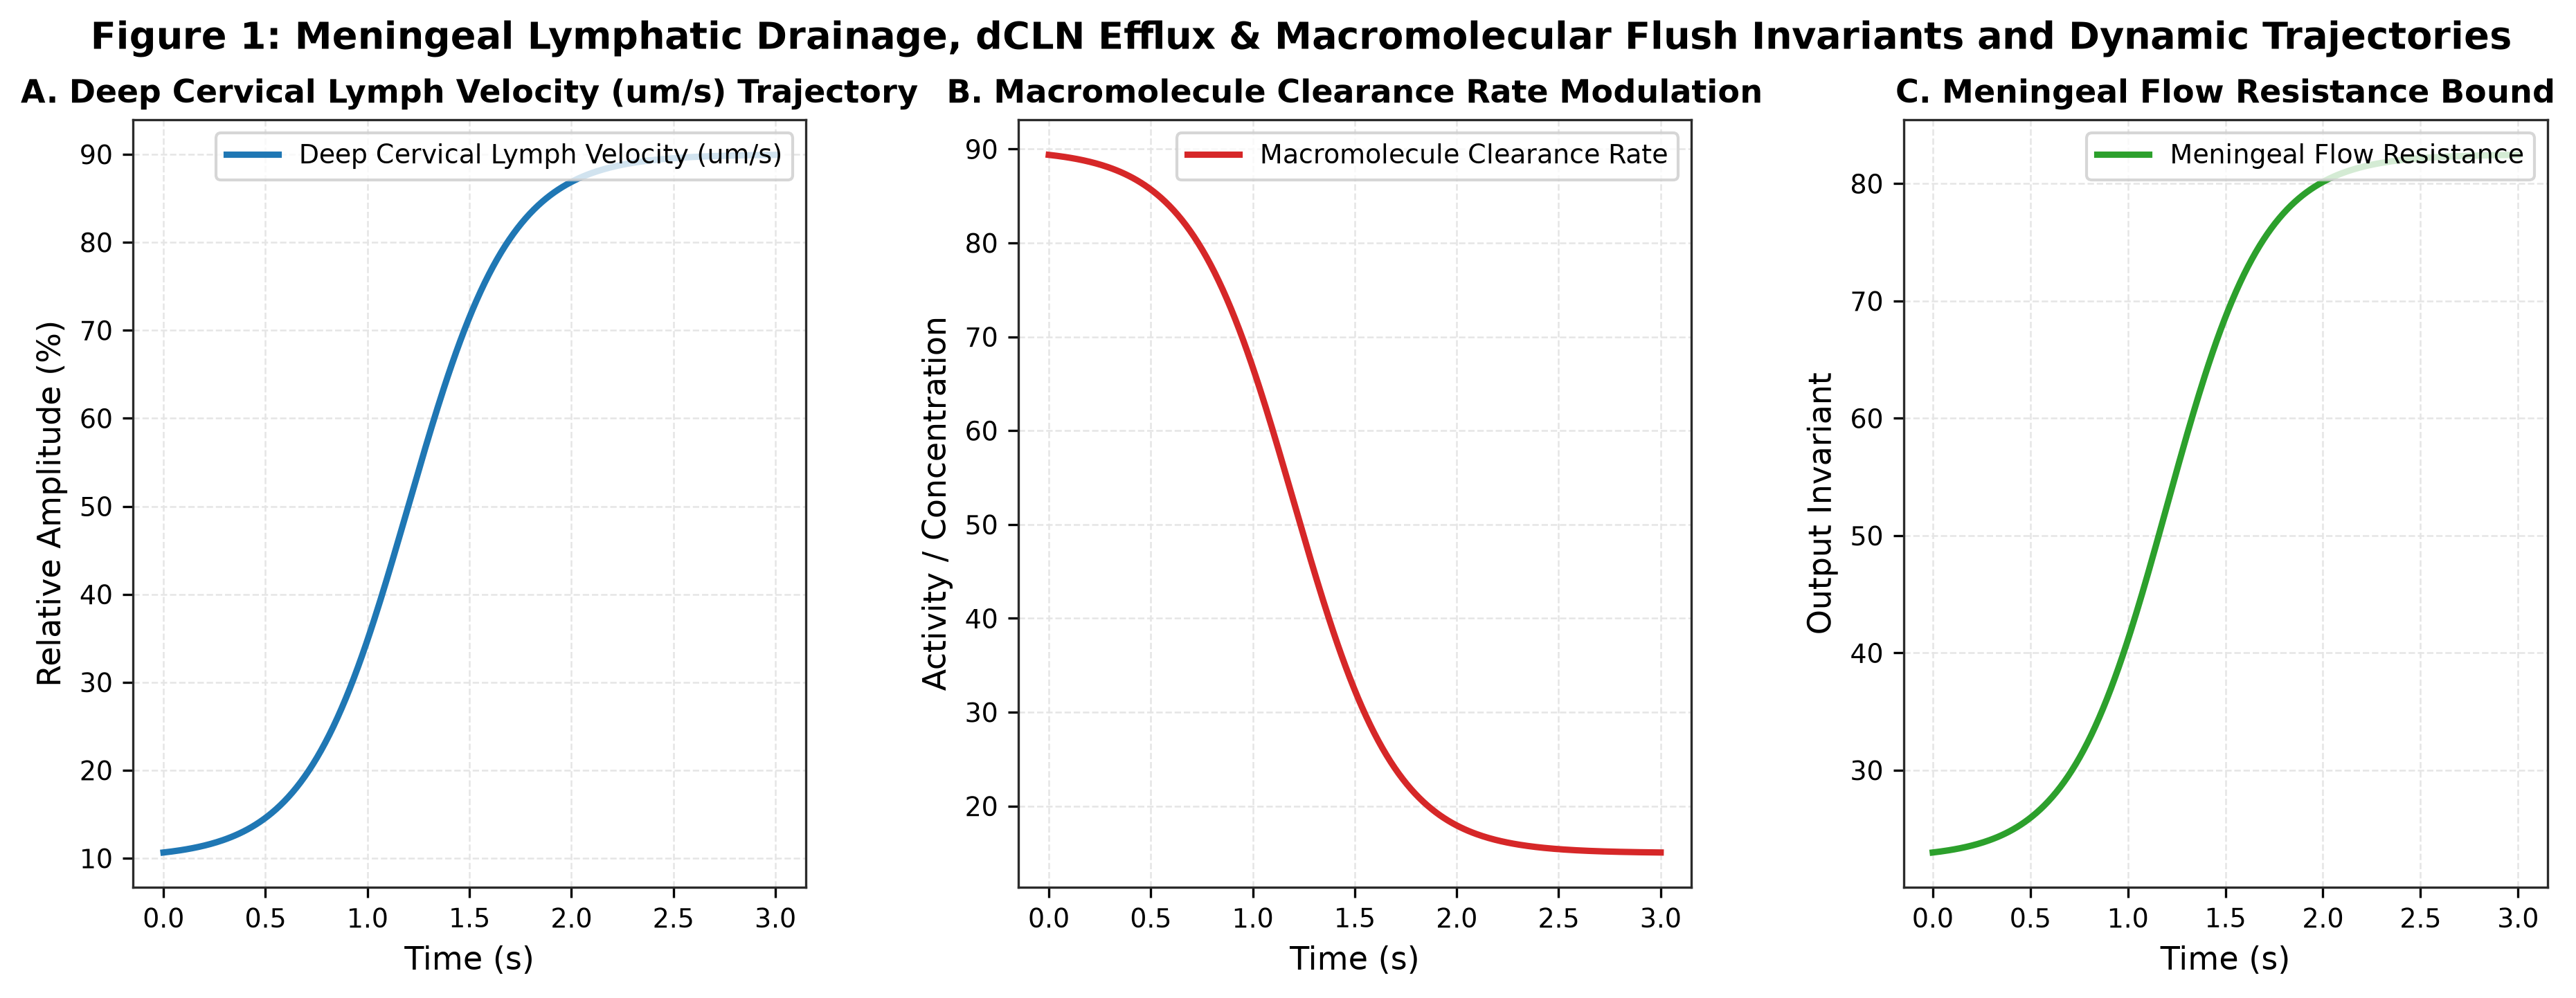 Figure 1: Meningeal Lymphatic Drainage, dCLN Efflux & Macromolecular Flush Invariants and Dynamic Trajectories
A. Deep Cervical Lymph Velocity (um/s) Trajectory
Deep Cervical Lymph Velocity (um/s)
Relative Amplitude (%)
90
80
70
60
50
40
30
20
10
0.0 0.5 1.0 1.5 2.0 2.5 3.0
Time (s)
B. Macromolecule Clearance Rate Modulation
Macromolecule Clearance Rate
Activity / Concentration
90
80
70
60
50
40
30
20
0.0 0.5 1.0 1.5 2.0 2.5 3.0
Time (s)
C. Meningeal Flow Resistance Bound
Meningeal Flow Resistance
Output Invariant
80
70
60
50
40
30
0.0 0.5 1.0 1.5 2.0 2.5 3.0
Time (s)